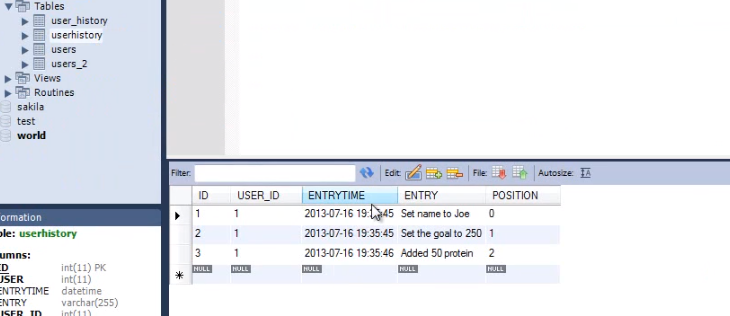 Tables
user_history
userhistory
users
users_2
Views
Routines
sakila
test
world
formation
ble: userhistory
umns:
ID int(11) PK
USER int(11)
ENTRYTIME datetime
ENTRY varchar(255)
USER_ID int(11)
Filter: Edit: File: Autosize:
ID USER_ID ENTRYTIME ENTRY POSITION
1 1 2013-07-16 19:35:45 Set name to Joe 0
2 1 2013-07-16 19:35:45 Set the goal to 250 1
3 1 2013-07-16 19:35:46 Added 50 protein 2
NULL NULL NULL NULL NULL